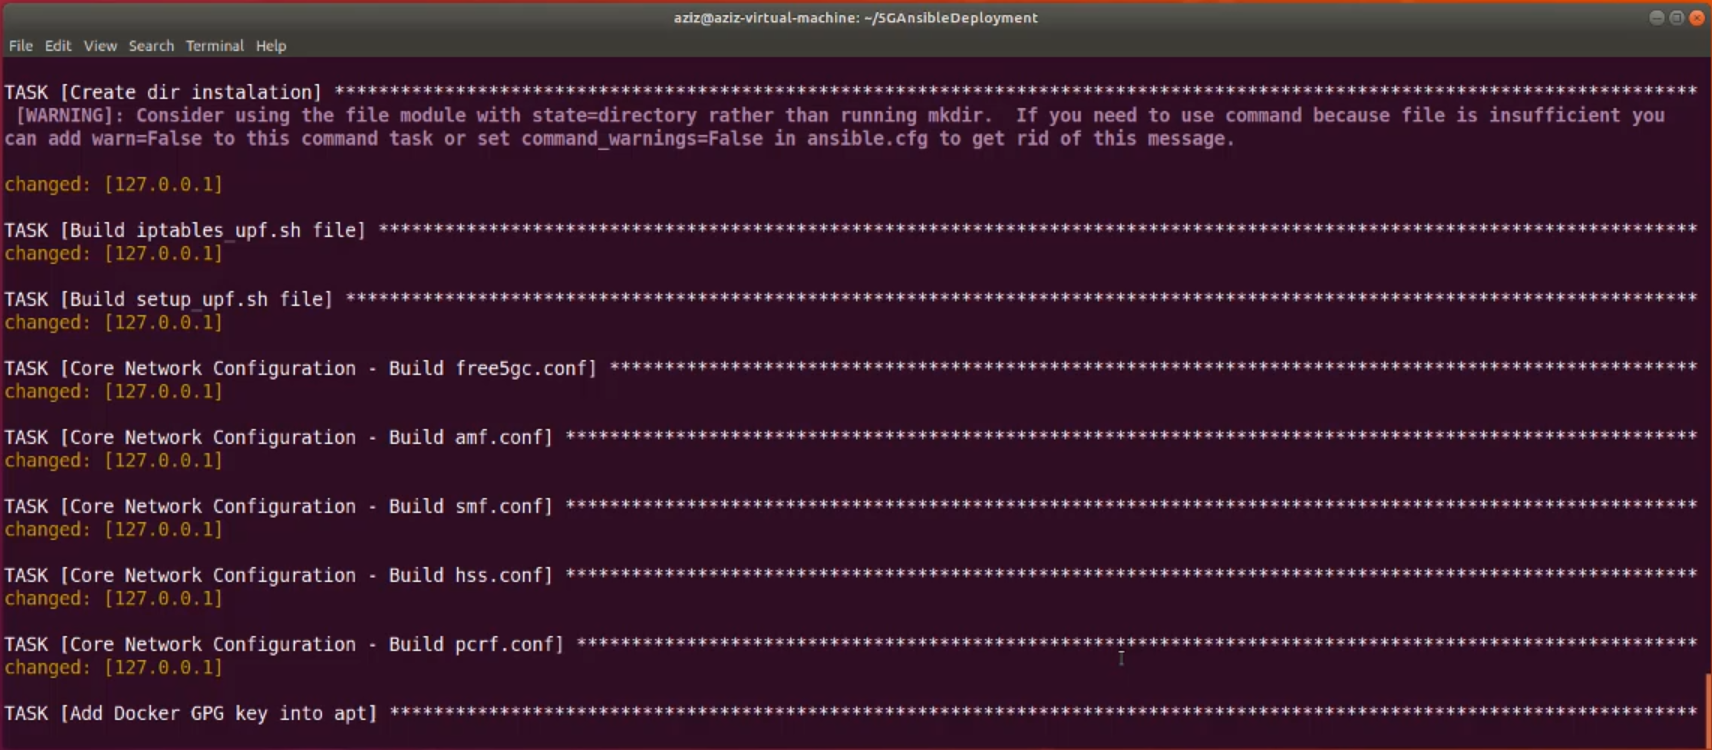 aziz@aziz-virtual-machine: ~/5GAnsibleDeployment
File Edit View Search Terminal Help
TASK [Create dir instalation] ****************************************************************************************************************************
 [WARNING]: Consider using the file module with state=directory rather than running mkdir.  If you need to use command because file is insufficient you
can add warn=False to this command task or set command_warnings=False in ansible.cfg to get rid of this message.
changed: [127.0.0.1]
TASK [Build iptables_upf.sh file] ************************************************************************************************************************
changed: [127.0.0.1]
TASK [Build setup_upf.sh file] ***************************************************************************************************************************
changed: [127.0.0.1]
TASK [Core Network Configuration - Build free5gc.conf] ***************************************************************************************************
changed: [127.0.0.1]
TASK [Core Network Configuration - Build amf.conf] *******************************************************************************************************
changed: [127.0.0.1]
TASK [Core Network Configuration - Build smf.conf] *******************************************************************************************************
changed: [127.0.0.1]
TASK [Core Network Configuration - Build hss.conf] *******************************************************************************************************
changed: [127.0.0.1]
TASK [Core Network Configuration - Build pcrf.conf] ******************************************************************************************************
changed: [127.0.0.1]
TASK [Add Docker GPG key into apt] ***********************************************************************************************************************